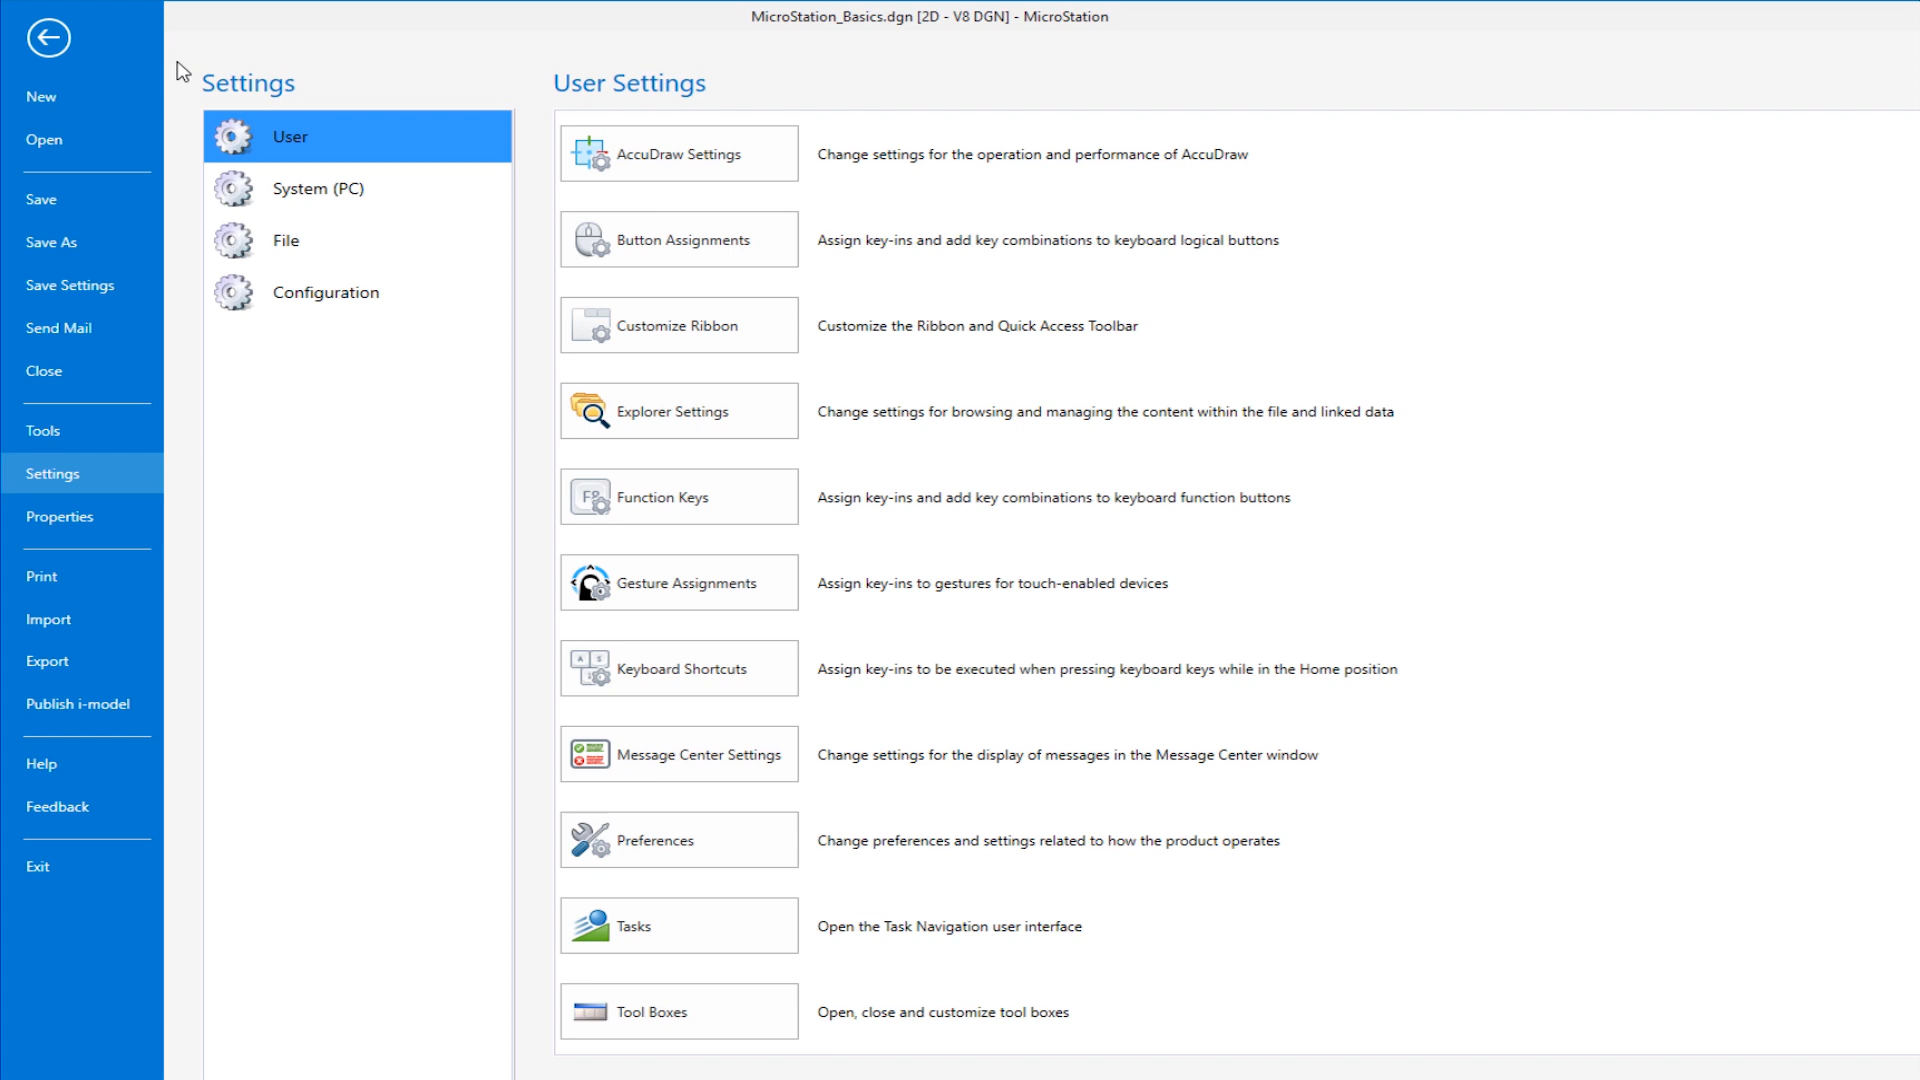 MicroStation_Basics.dgn [2D - V8 DGN] - MicroStation
New
Open
Save
Save As
Save Settings
Send Mail
Close
Tools
Settings
Properties
Print
Import
Export
Publish i-model
Help
Feedback
Exit
Settings
User
System (PC)
File
Configuration
User Settings
AccuDraw Settings Change settings for the operation and performance of AccuDraw
Button Assignments Assign key-ins and add key combinations to keyboard logical buttons
Customize Ribbon Customize the Ribbon and Quick Access Toolbar
Explorer Settings Change settings for browsing and managing the content within the file and linked data
Function Keys Assign key-ins and add key combinations to keyboard function buttons
Gesture Assignments Assign key-ins to gestures for touch-enabled devices
Keyboard Shortcuts Assign key-ins to be executed when pressing keyboard keys while in the Home position
Message Center Settings Change settings for the display of messages in the Message Center window
Preferences Change preferences and settings related to how the product operates
Tasks Open the Task Navigation user interface
Tool Boxes Open, close and customize tool boxes